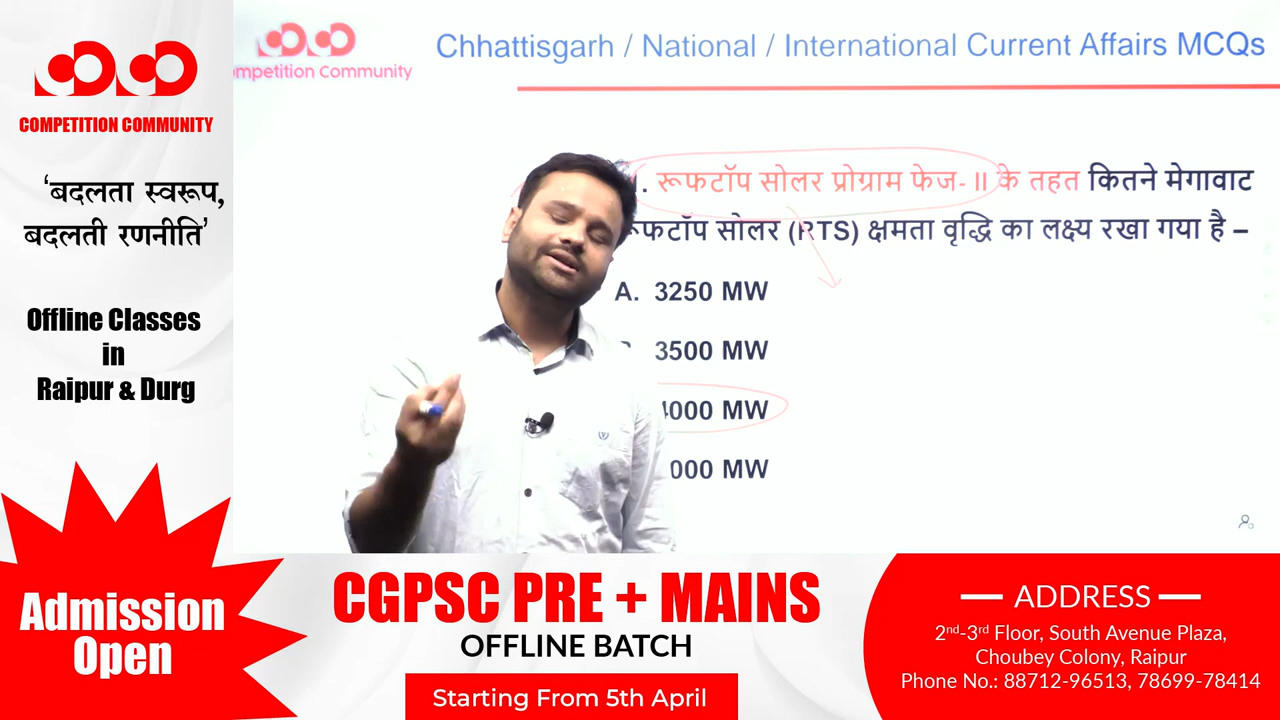 COMPETITION COMMUNITY
‘बदलता स्वरूप,
बदलती रणनीति’
Offline Classes
in
Raipur & Durg
Admission
Open
Competition Community
Chhattisgarh / National / International Current Affairs MCQs
रूफटॉप सोलर प्रोग्राम फेज- II के तहत कितने मेगावाट
रूफटॉप सोलर (RTS) क्षमता वृद्धि का लक्ष्य रखा गया है –
A. 3250 MW
3500 MW
4000 MW
000 MW
CGPSC PRE + MAINS
OFFLINE BATCH
Starting From 5th April
ADDRESS
2nd-3rd Floor, South Avenue Plaza,
Choubey Colony, Raipur
Phone No.: 88712-96513, 78699-78414